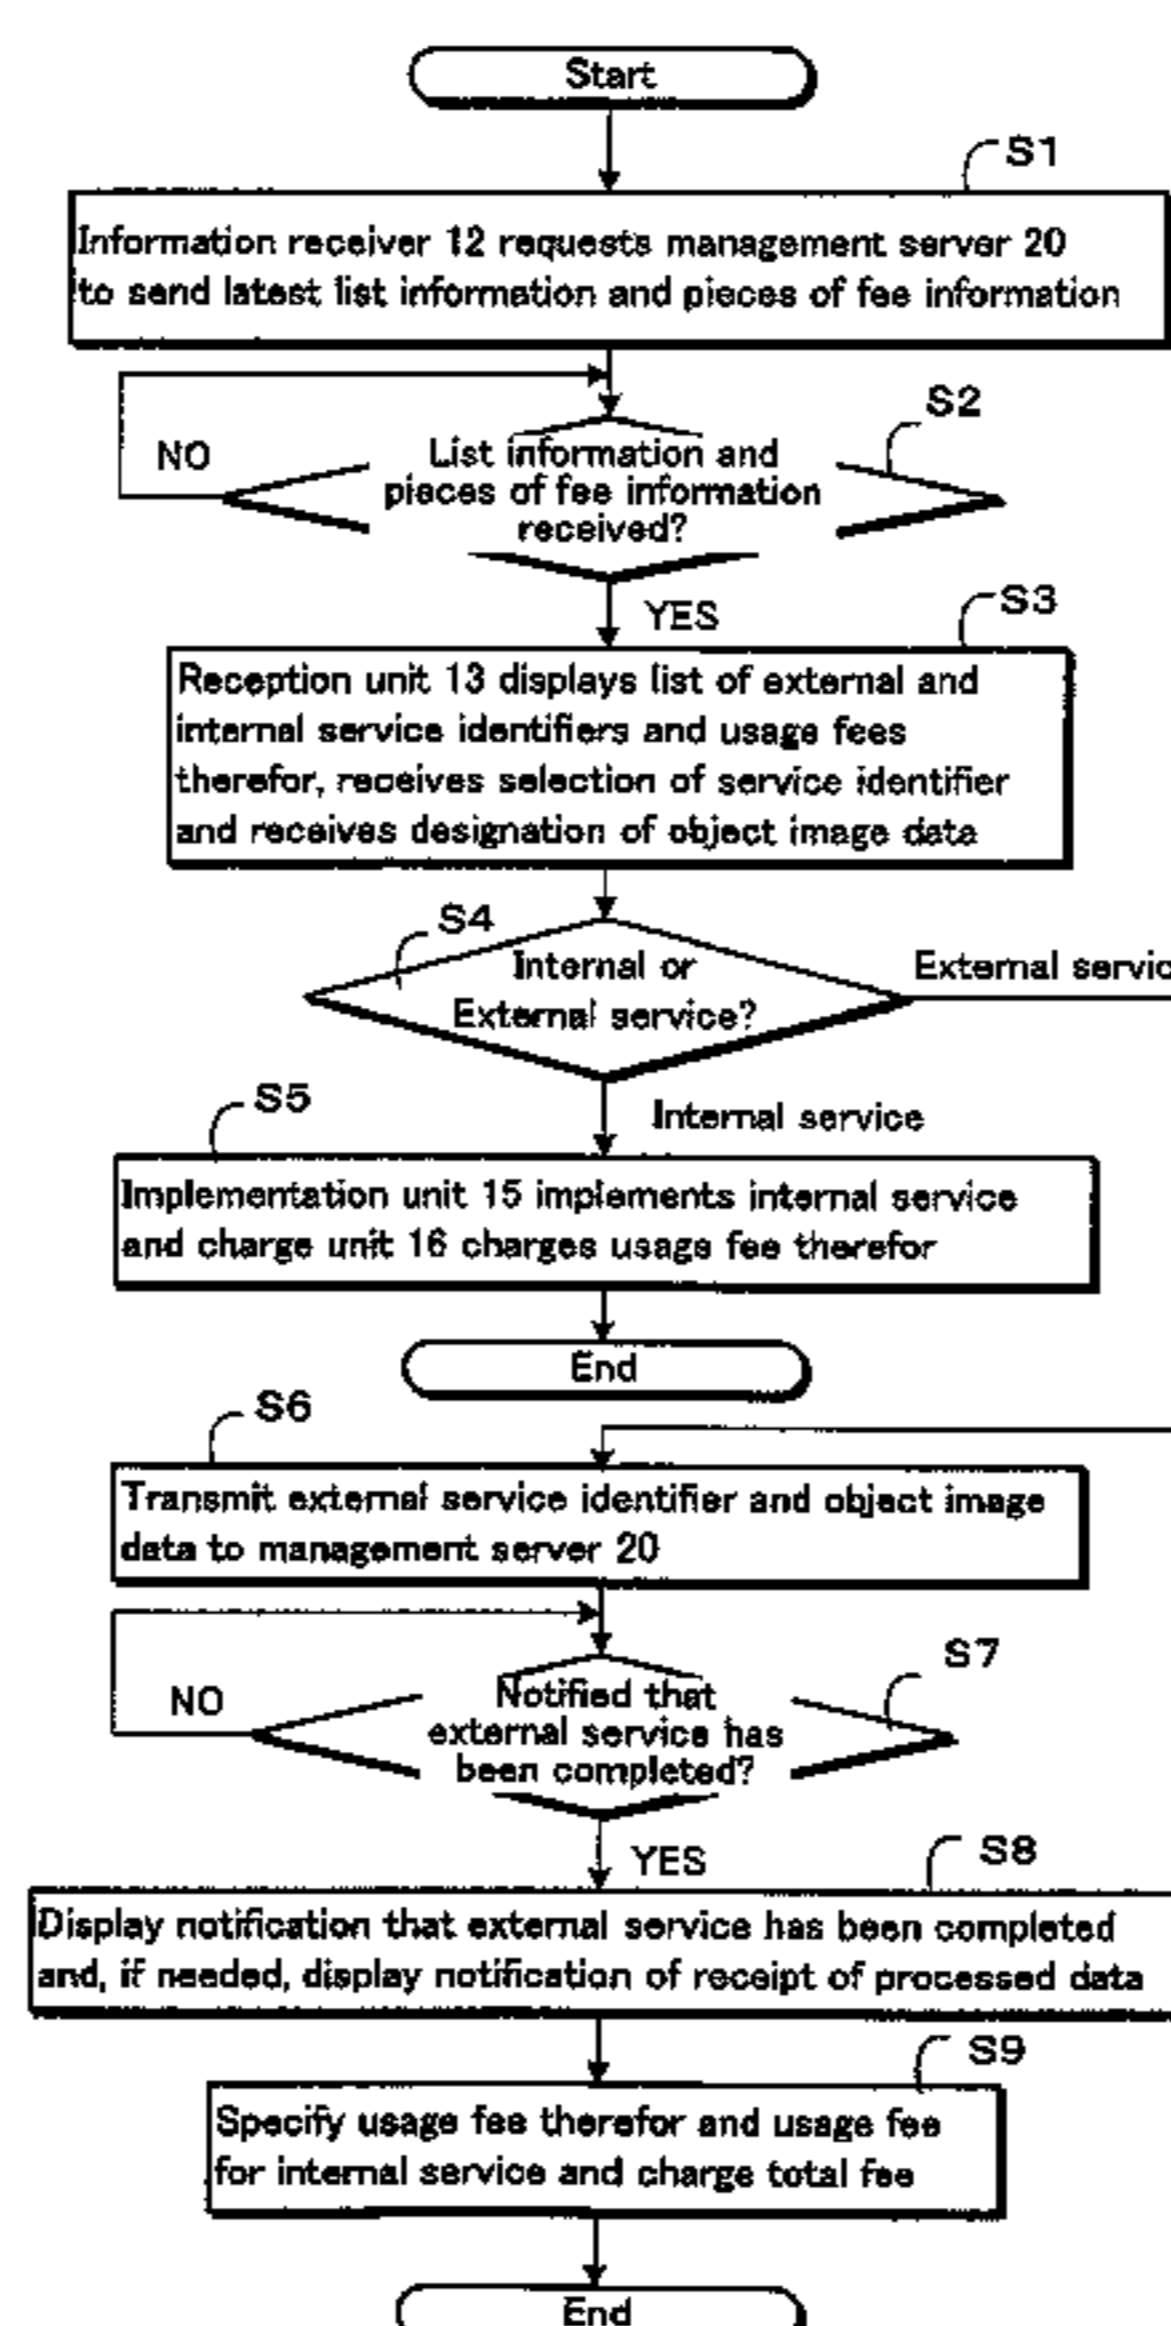 Start
S1
Information receiver 12 requests management server 20
to send latest list information and pieces of fee information
S2
NO
List information and
pieces of fee information
received?
YES
S3
Reception unit 13 displays list of external and
internal service identifiers and usage fees
therefor, receives selection of service identifier
and receives designation of object image data
S4
Internal or
External service?
External servic
Internal service
S5
Implementation unit 15 implements internal service
and charge unit 16 charges usage fee therefor
End
S6
Transmit external service identifier and object image
data to management server 20
S7
NO
Notified that
external service has
been completed?
YES
S8
Display notification that external service has been completed
and, if needed, display notification of receipt of processed data
S9
Specify usage fee therefor and usage fee
for internal service and charge total fee
End